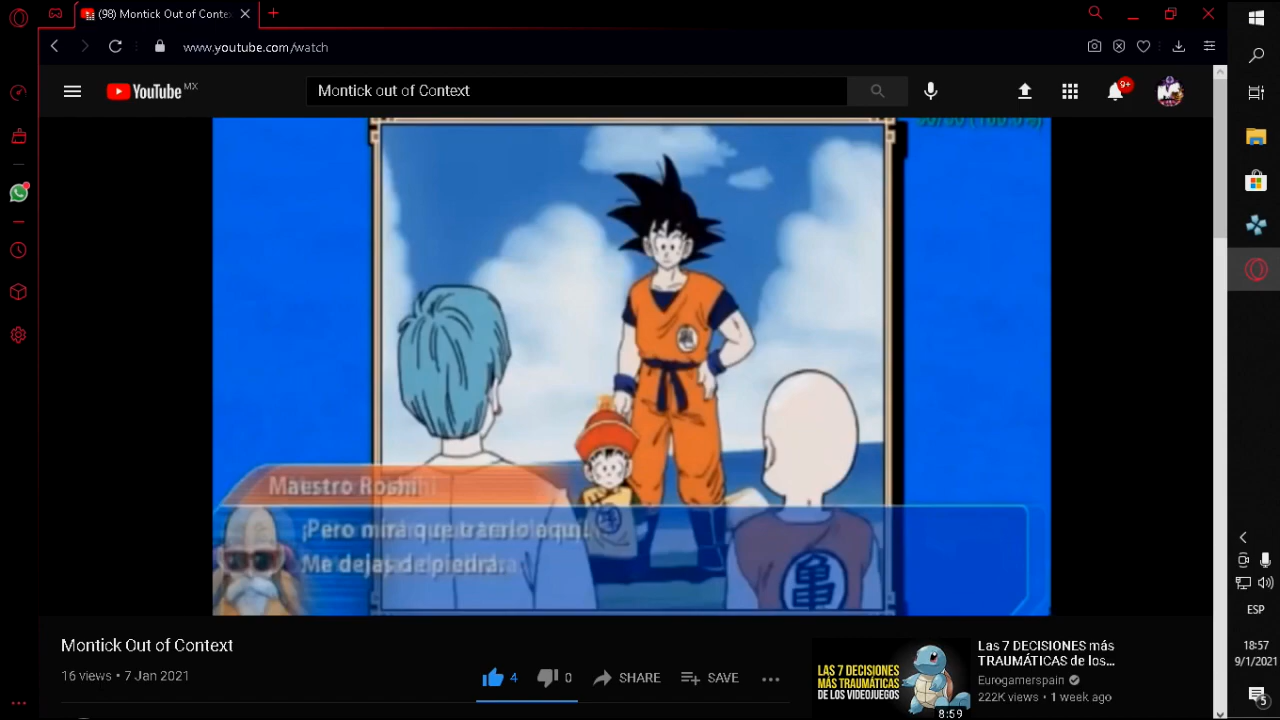 (98) Montick Out of Conte
www.youtube.com/watch
YouTube MX
Montick out of Context
9+
Maestro Roshi
¡Pero mira que traerlo aquí!
Me dejas de piedra.
亀
Montick Out of Context
16 views • 7 Jan 2021
4
0
SHARE
SAVE
LAS 7 DECISIONES
MÁS TRAUMÁTICAS
DE LOS VIDEOJUEGOS
8:59
Las 7 DECISIONES más
TRAUMÁTICAS de los...
Eurogamerspain
222K views • 1 week ago
ESP
18:57
9/1/2021
5